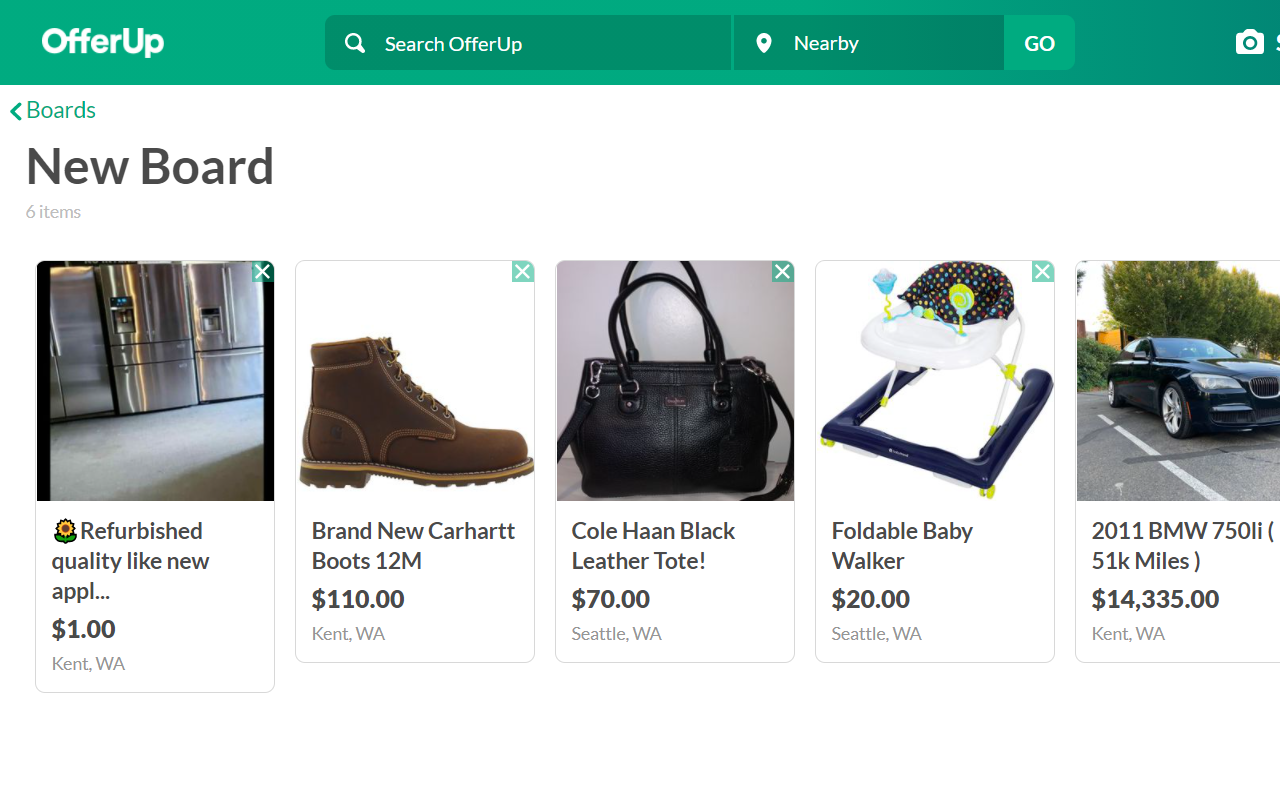 OfferUp
Search OfferUp
Nearby
GO
Boards
New Board
6 items
🌻Refurbished
quality like new
appl...
$1.00
Kent, WA
Brand New Carhartt
Boots 12M
$110.00
Kent, WA
Cole Haan Black
Leather Tote!
$70.00
Seattle, WA
Foldable Baby
Walker
$20.00
Seattle, WA
2011 BMW 750li (
51k Miles )
$14,335.00
Kent, WA